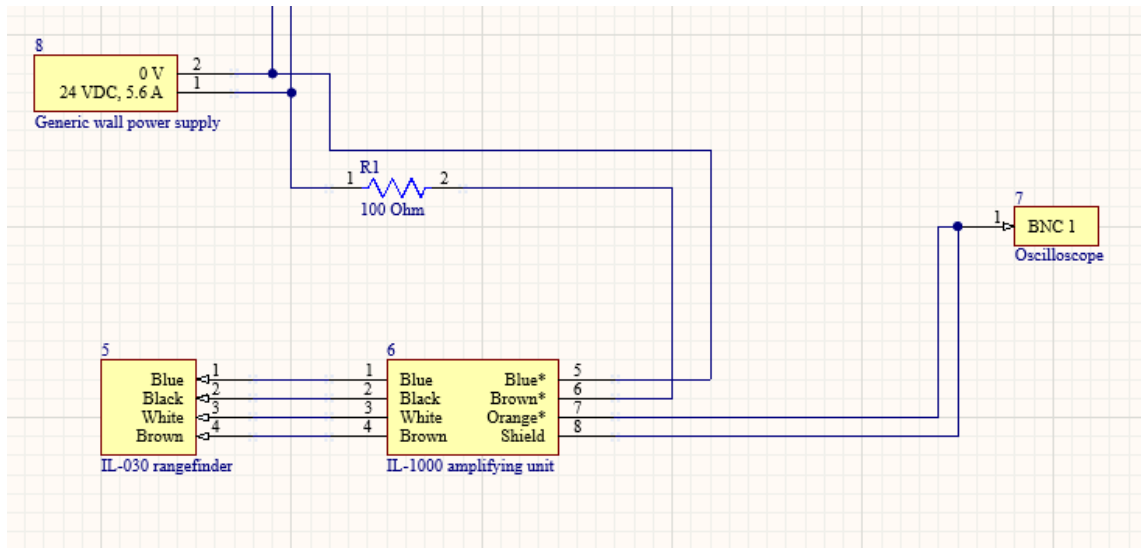 8
0 V 2
24 VDC, 5.6 A 1
Generic wall power supply
R1
1 2
100 Ohm
7
1 BNC 1
Oscilloscope
5
Blue 1
Black 2
White 3
Brown 4
IL-030 rangefinder
6
1 Blue Blue* 5
2 Black Brown* 6
3 White Orange* 7
4 Brown Shield 8
IL-1000 amplifying unit